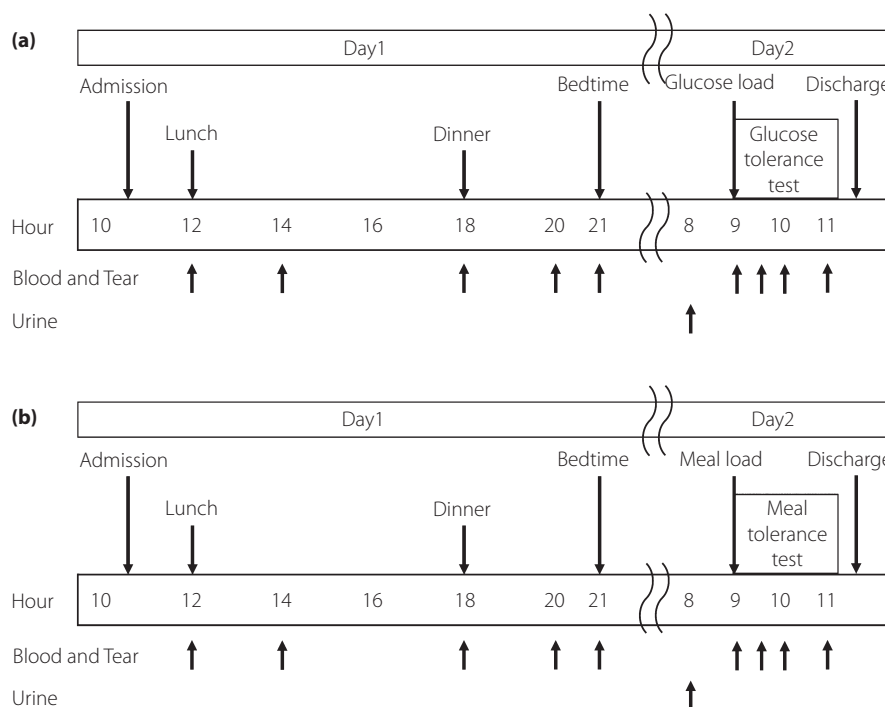 (a)
Day1 Day2
Admission Bedtime Glucose load Discharge
Lunch Dinner Glucose
tolerance
test
Hour 10 12 14 16 18 20 21 8 9 10 11
Blood and Tear
Urine
(b)
Day1 Day2
Admission Bedtime Meal load Discharge
Lunch Dinner Meal
tolerance
test
Hour 10 12 14 16 18 20 21 8 9 10 11
Blood and Tear
Urine